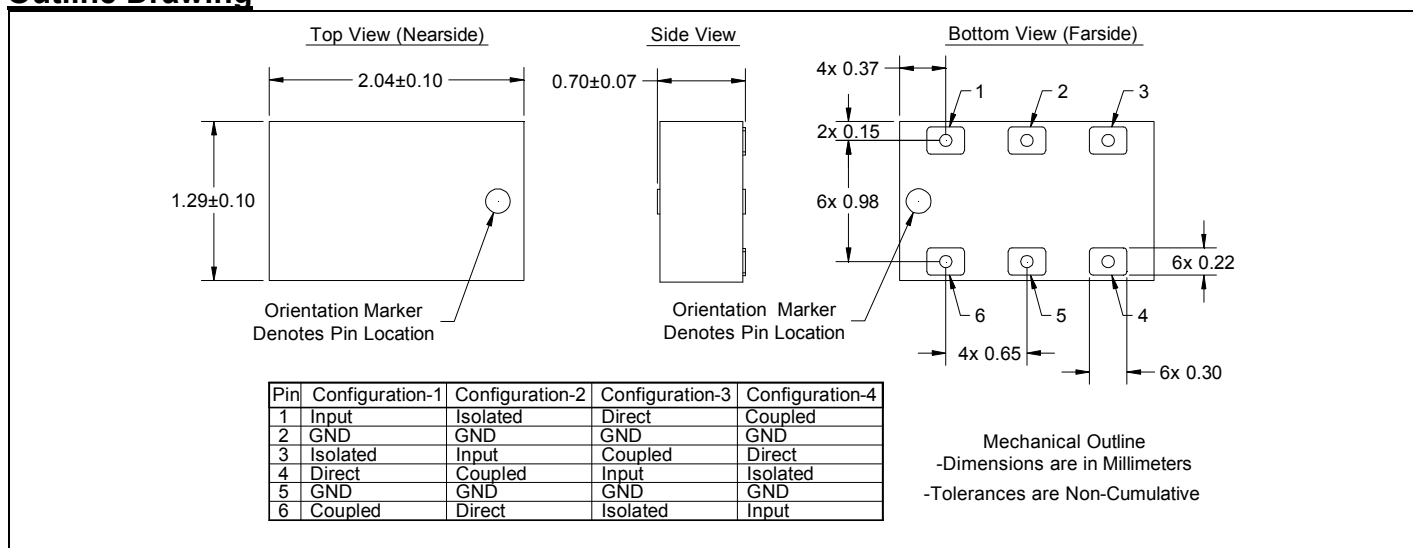 Outline Drawing
Top View (Nearside)
Side View
Bottom View (Farside)
2.04±0.10
0.70±0.07
4x 0.37
1
2
3
2x 0.15
1.29±0.10
6x 0.98
6x 0.22
Orientation Marker
Denotes Pin Location
Orientation Marker
Denotes Pin Location
6
5
4
4x 0.65
6x 0.30
Pin Configuration-1 Configuration-2 Configuration-3 Configuration-4
1 Input Isolated Direct Coupled
2 GND GND GND GND
3 Isolated Input Coupled Direct
4 Direct Coupled Input Isolated
5 GND GND GND GND
6 Coupled Direct Isolated Input
Mechanical Outline
-Dimensions are in Millimeters
-Tolerances are Non-Cumulative